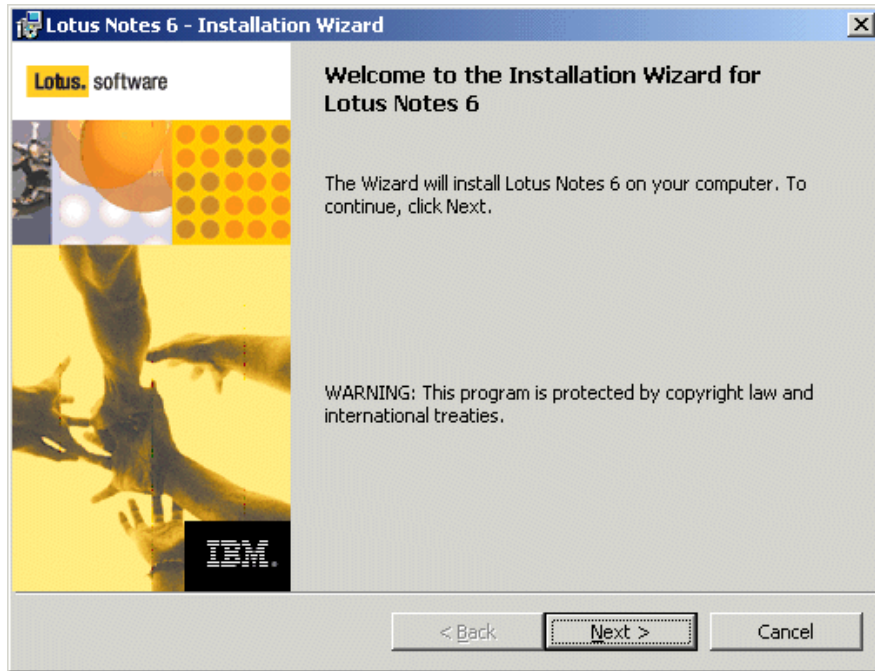 Lotus Notes 6 - Installation Wizard
Lotus. software
Welcome to the Installation Wizard for
Lotus Notes 6
The Wizard will install Lotus Notes 6 on your computer. To
continue, click Next.
WARNING: This program is protected by copyright law and
international treaties.
IBM.
< Back
Next >
Cancel